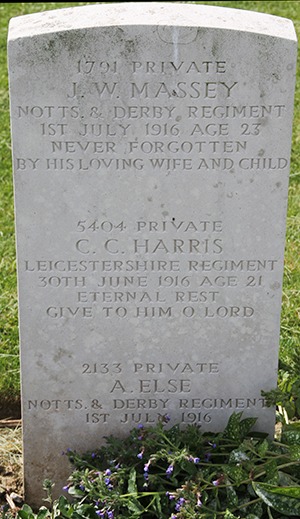 1791 PRIVATE
J. W. MASSEY
NOTTS. & DERBY REGIMENT
1ST JULY 1916 AGE 23
NEVER FORGOTTEN
BY HIS LOVING WIFE AND CHILD
5404 PRIVATE
C. C. HARRIS
LEICESTERSHIRE REGIMENT
30TH JUNE 1916 AGE 21
ETERNAL REST
GIVE TO HIM O LORD
2133 PRIVATE
A. ELSE
NOTTS. & DERBY REGIMENT
1ST JULY 1916